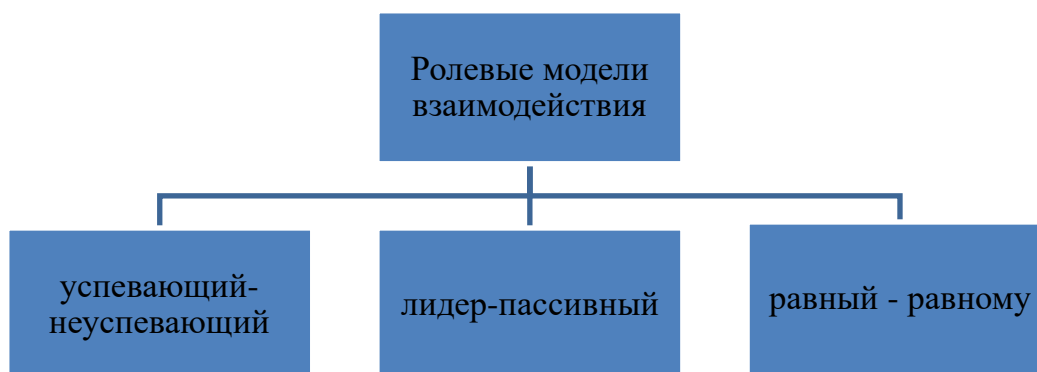 Ролевые модели
взаимодействия
успевающий-
неуспевающий
лидер-пассивный
равный - равному